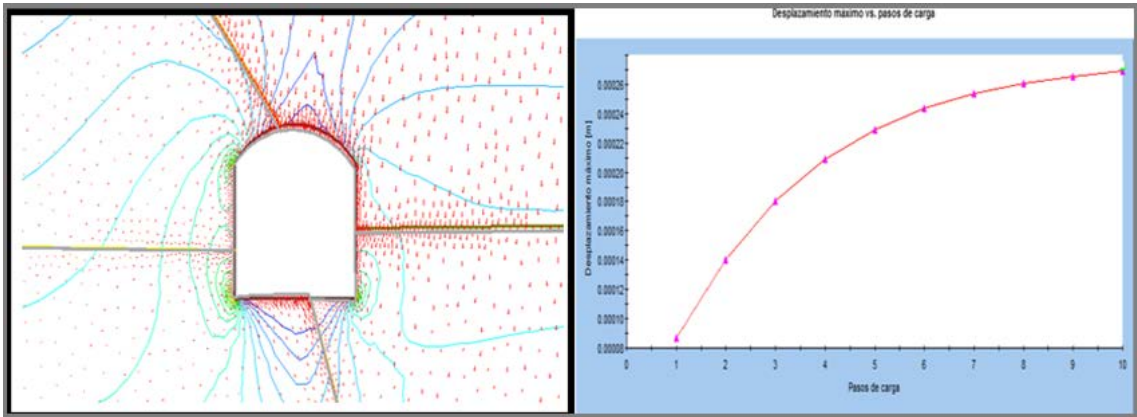 Desplazamiento máximo vs. pasos de carga
Desplazamiento máximo [m]
0.00026
0.00024
0.00022
0.00020
0.00018
0.00016
0.00014
0.00012
0.00010
0.00008
0 1 2 3 4 5 6 7 8 9 10
Pasos de carga